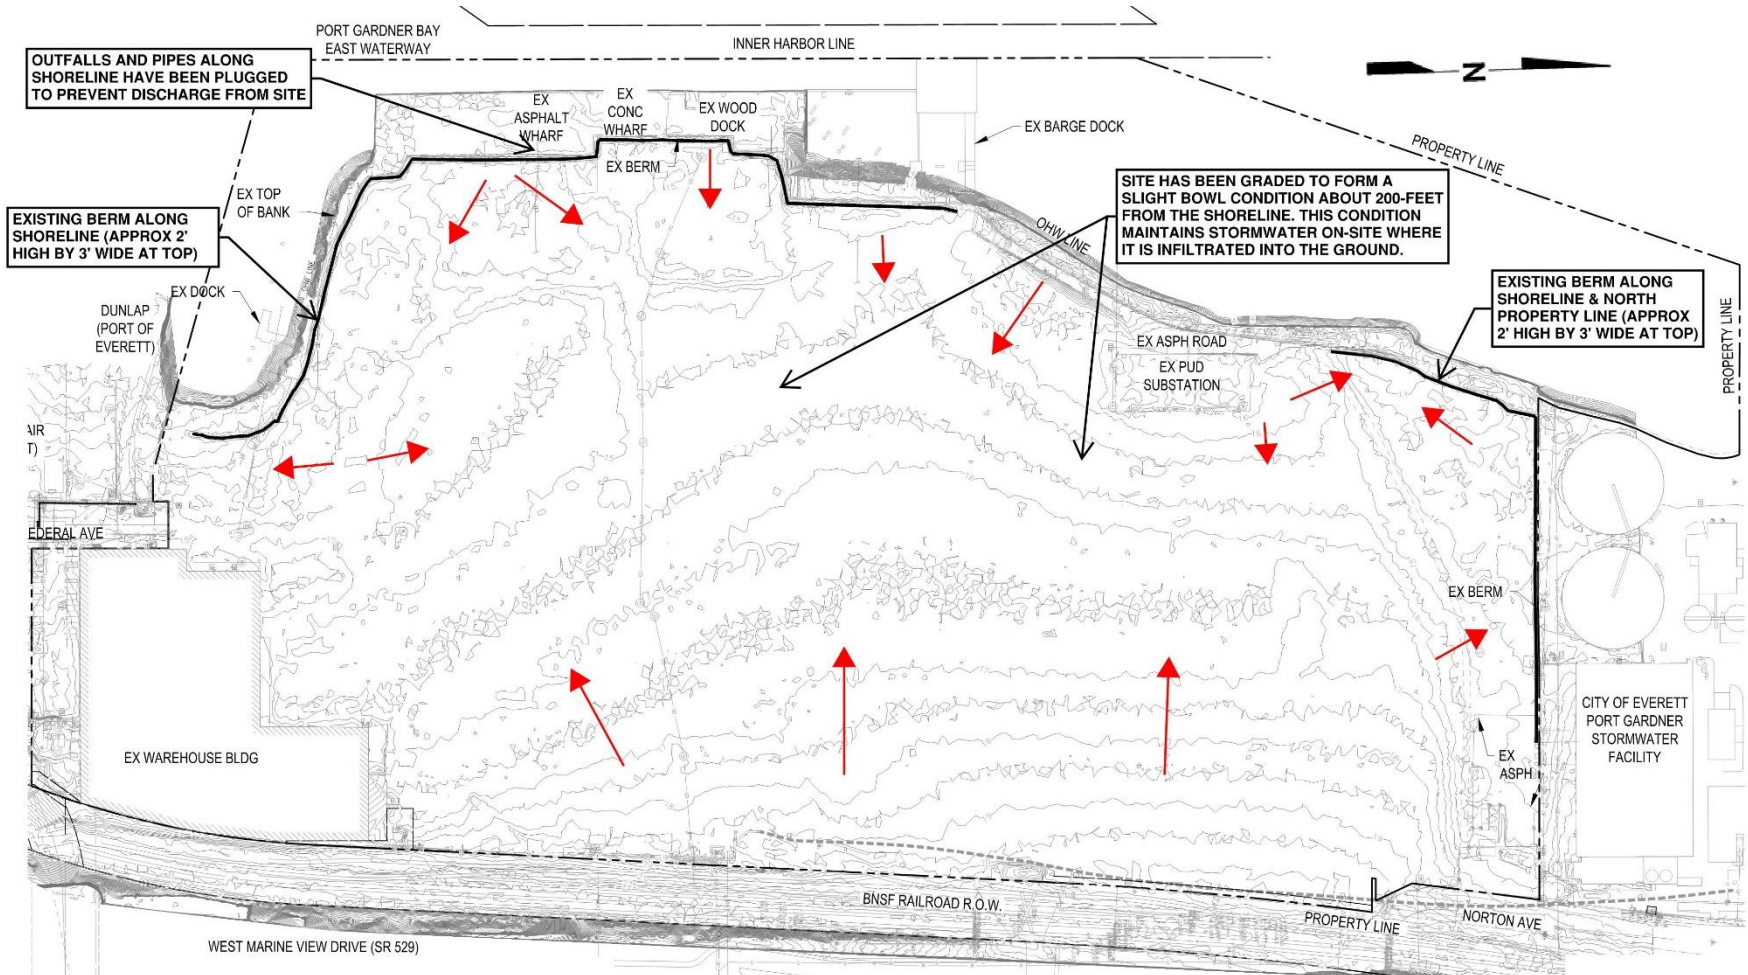 PORT GARDNER BAY
EAST WATERWAY
INNER HARBOR LINE
N
OUTFALLS AND PIPES ALONG
SHORELINE HAVE BEEN PLUGGED
TO PREVENT DISCHARGE FROM SITE
EX
ASPHALT
WHARF
EX
CONC
WHARF
EX WOOD
DOCK
EX BARGE DOCK
PROPERTY LINE
EX BERM
EX TOP
OF BANK
EXISTING BERM ALONG
SHORELINE (APPROX 2'
HIGH BY 3' WIDE AT TOP)
SITE HAS BEEN GRADED TO FORM A
SLIGHT BOWL CONDITION ABOUT 200-FEET
FROM THE SHORELINE. THIS CONDITION
MAINTAINS STORMWATER ON-SITE WHERE
IT IS INFILTRATED INTO THE GROUND.
OHW LINE
EXISTING BERM ALONG
SHORELINE & NORTH
PROPERTY LINE (APPROX
2' HIGH BY 3' WIDE AT TOP)
PROPERTY LINE
EX DOCK
DUNLAP
(PORT OF
EVERETT)
EX ASPH ROAD
EX PUD
SUBSTATION
AIR
T)
EDERAL AVE
EX BERM
EX WAREHOUSE BLDG
EX
ASPH
CITY OF EVERETT
PORT GARDNER
STORMWATER
FACILITY
BNSF RAILROAD R.O.W.
PROPERTY LINE
NORTON AVE
WEST MARINE VIEW DRIVE (SR 529)